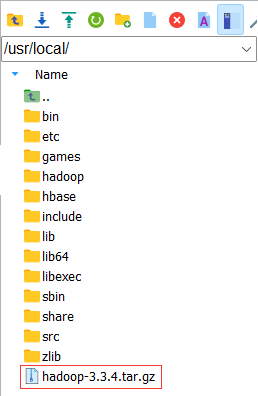 /usr/local/
Name
..
bin
etc
games
hadoop
hbase
include
lib
lib64
libexec
sbin
share
src
zlib
hadoop-3.3.4.tar.gz